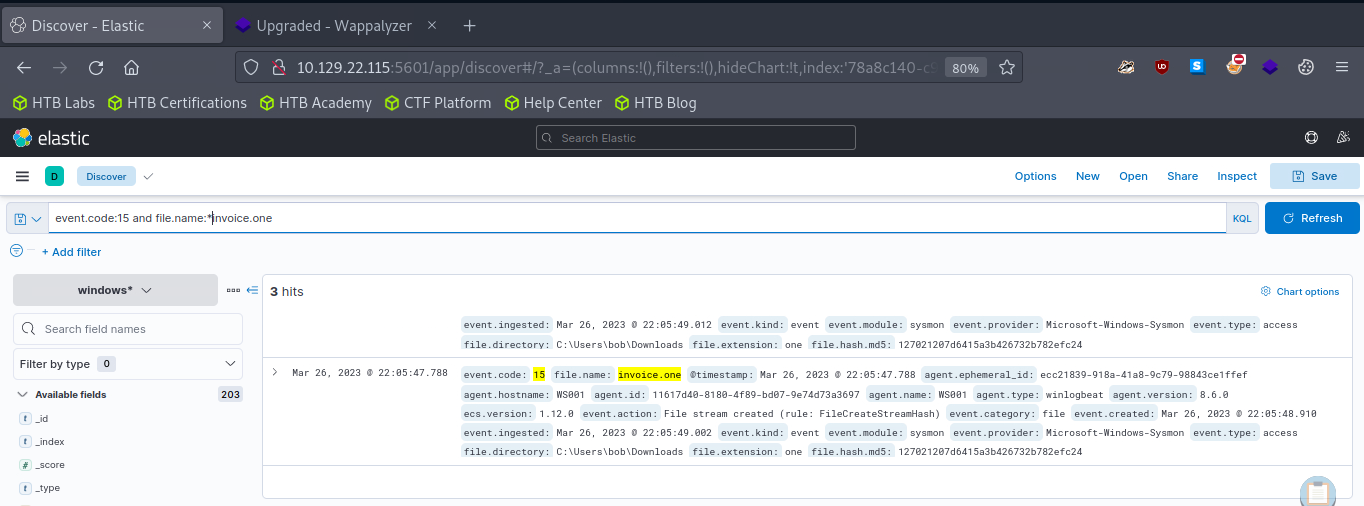 Discover - Elastic
Upgraded - Wappalyzer
10.129.22.115:5601/app/discover#/?_a=(columns:!(),filters:!(),hideChart:!t,index:'78a8c140-c9
80%
HTB Labs HTB Certifications HTB Academy CTF Platform Help Center HTB Blog
elastic
Search Elastic
D Discover
Options New Open Share Inspect Save
event.code:15 and file.name:*invoice.one
KQL
Refresh
+ Add filter
windows*
Search field names
Filter by type 0
Available fields 203
t _id
t _index
# _score
t _type
3 hits
Chart options
event.ingested: Mar 26, 2023 @ 22:05:49.012 event.kind: event event.module: sysmon event.provider: Microsoft-Windows-Sysmon event.type: access
file.directory: C:\Users\bob\Downloads file.extension: one file.hash.md5: 127021207d6415a3b426732b782efc24
Mar 26, 2023 @ 22:05:47.788
event.code: 15 file.name: invoice.one @timestamp: Mar 26, 2023 @ 22:05:47.788 agent.ephemeral_id: ecc21839-918a-41a8-9c79-98843ce1ffef
agent.hostname: WS001 agent.id: 11617d40-8180-4f89-bd07-9e74d73a3697 agent.name: WS001 agent.type: winlogbeat agent.version: 8.6.0
ecs.version: 1.12.0 event.action: File stream created (rule: FileCreateStreamHash) event.category: file event.created: Mar 26, 2023 @ 22:05:48.910
event.ingested: Mar 26, 2023 @ 22:05:49.002 event.kind: event event.module: sysmon event.provider: Microsoft-Windows-Sysmon event.type: access
file.directory: C:\Users\bob\Downloads file.extension: one file.hash.md5: 127021207d6415a3b426732b782efc24